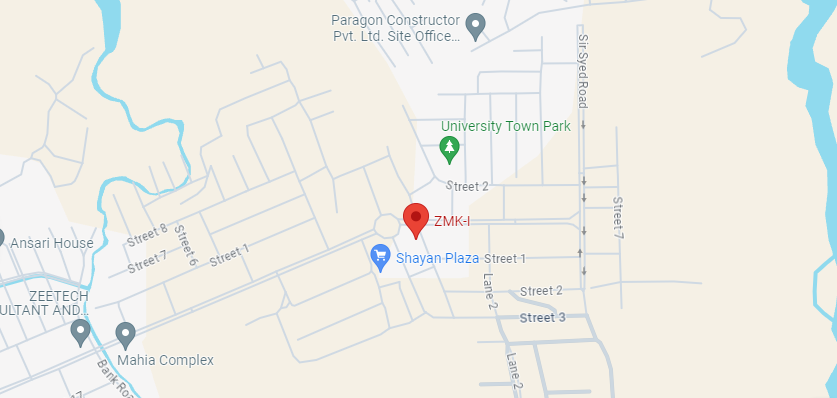 Paragon Constructor
Pvt. Ltd. Site Office...
Sir Syed Road
University Town Park
Street 2
ZMK-I
Street 7
Street 8
Street 6
Ansari House
Street 7
Street 1
Shayan Plaza
Street 1
Lane 2
Street 2
ZEETECH
ULTANT AND...
Street 3
Mahia Complex
Lane 2
Bank Roa
17